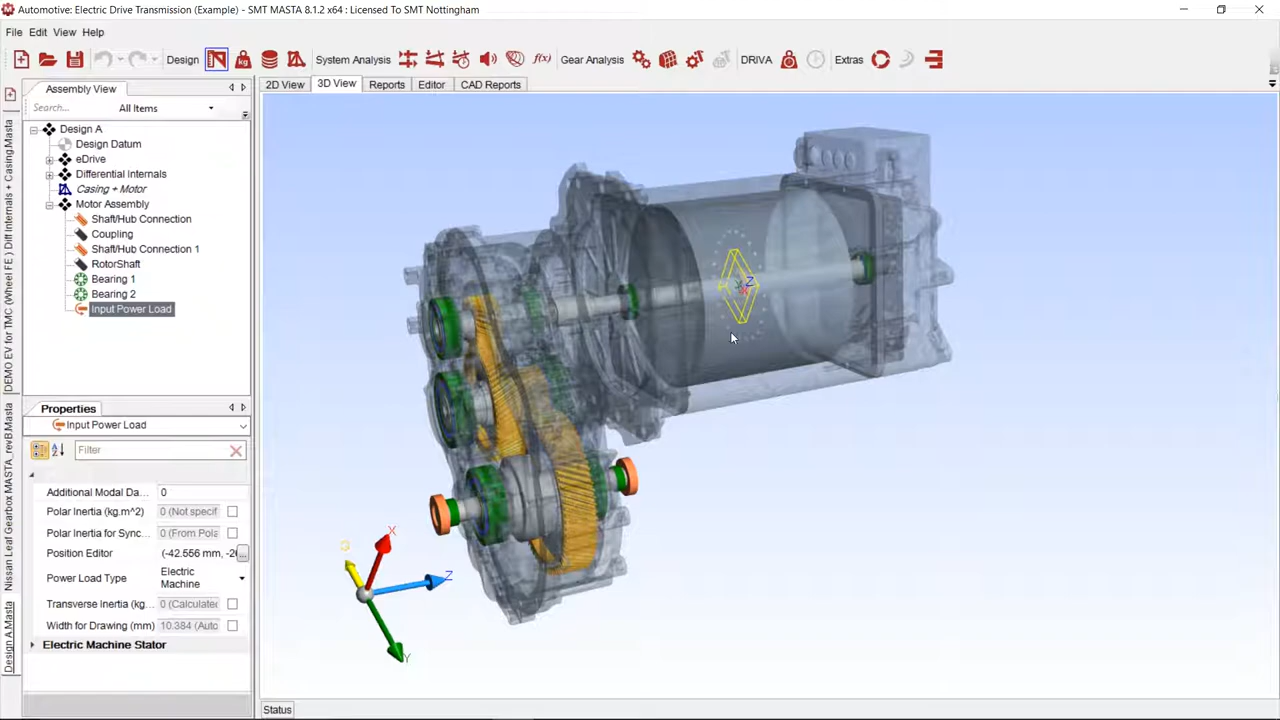 Automotive: Electric Drive Transmission (Example) - SMT MASTA 8.1.2 x64 : Licensed To SMT Nottingham
File Edit View Help
Design System Analysis f(x) Gear Analysis DRIVA Extras
Assembly View
2D View 3D View Reports Editor CAD Reports
Search... All Items
Design A
Design Datum
eDrive
Differential Internals
Casing + Motor
Motor Assembly
Shaft/Hub Connection
Coupling
Shaft/Hub Connection 1
RotorShaft
Bearing 1
Bearing 2
Input Power Load
DEMO EV for TMC (Wheel FE ) Diff Internals + Casing.Masta
Nissan Leaf Gearbox MASTA_revB.Masta
Design A.Masta
Properties
Input Power Load
Filter
Additional Modal Da... 0
Polar Inertia (kg.m^2) 0 (Not specif
Polar Inertia for Sync... 0 (From Pola
Position Editor (-42.556 mm, -2 ...
Power Load Type Electric Machine
Transverse Inertia (kg... 0 (Calculated
Width for Drawing (mm) 10.384 (Auto
Electric Machine Stator
Z
X
Z
Y
Status